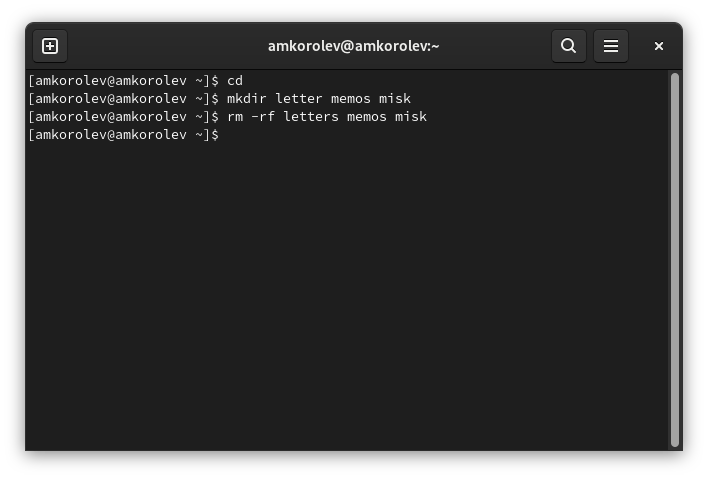 amkorolev@amkorolev:~
[amkorolev@amkorolev ~]$ cd
[amkorolev@amkorolev ~]$ mkdir letter memos misk
[amkorolev@amkorolev ~]$ rm -rf letters memos misk
[amkorolev@amkorolev ~]$